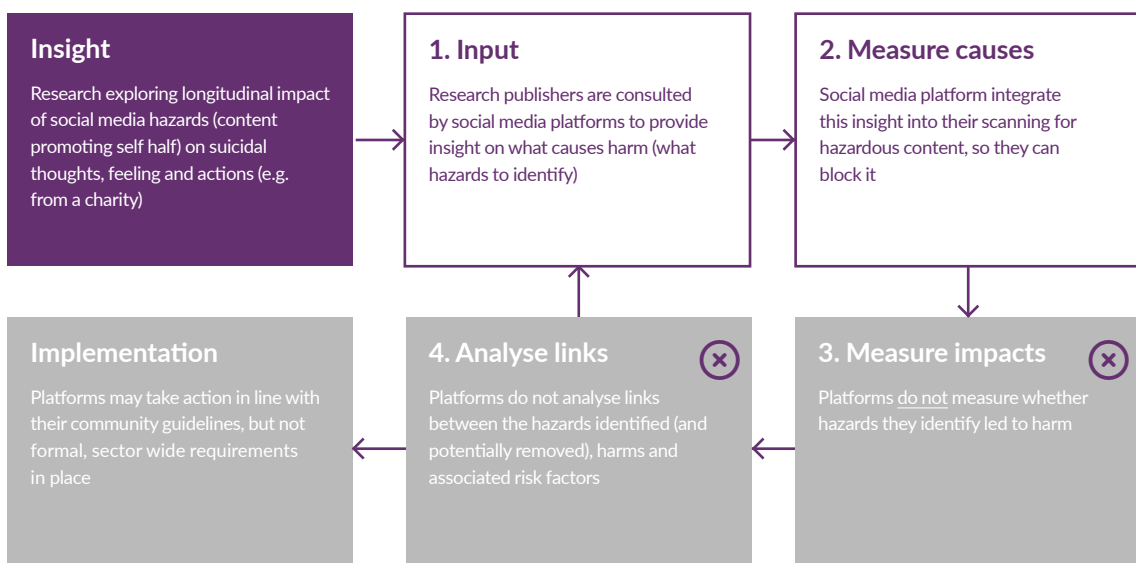 Insight
Research exploring longitudinal impact
of social media hazards (content
promoting self half) on suicidal
thoughts, feeling and actions (e.g.
from a charity)
1. Input
Research publishers are consulted
by social media platforms to provide
insight on what causes harm (what
hazards to identify)
2. Measure causes
Social media platform integrate
this insight into their scanning for
hazardous content, so they can
block it
Implementation
Platforms may take action in line with
their community guidelines, but not
formal, sector wide requirements
in place
4. Analyse links
Platforms do not analyse links
between the hazards identified (and
potentially removed), harms and
associated risk factors
3. Measure impacts
Platforms do not measure whether
hazards they identify led to harm